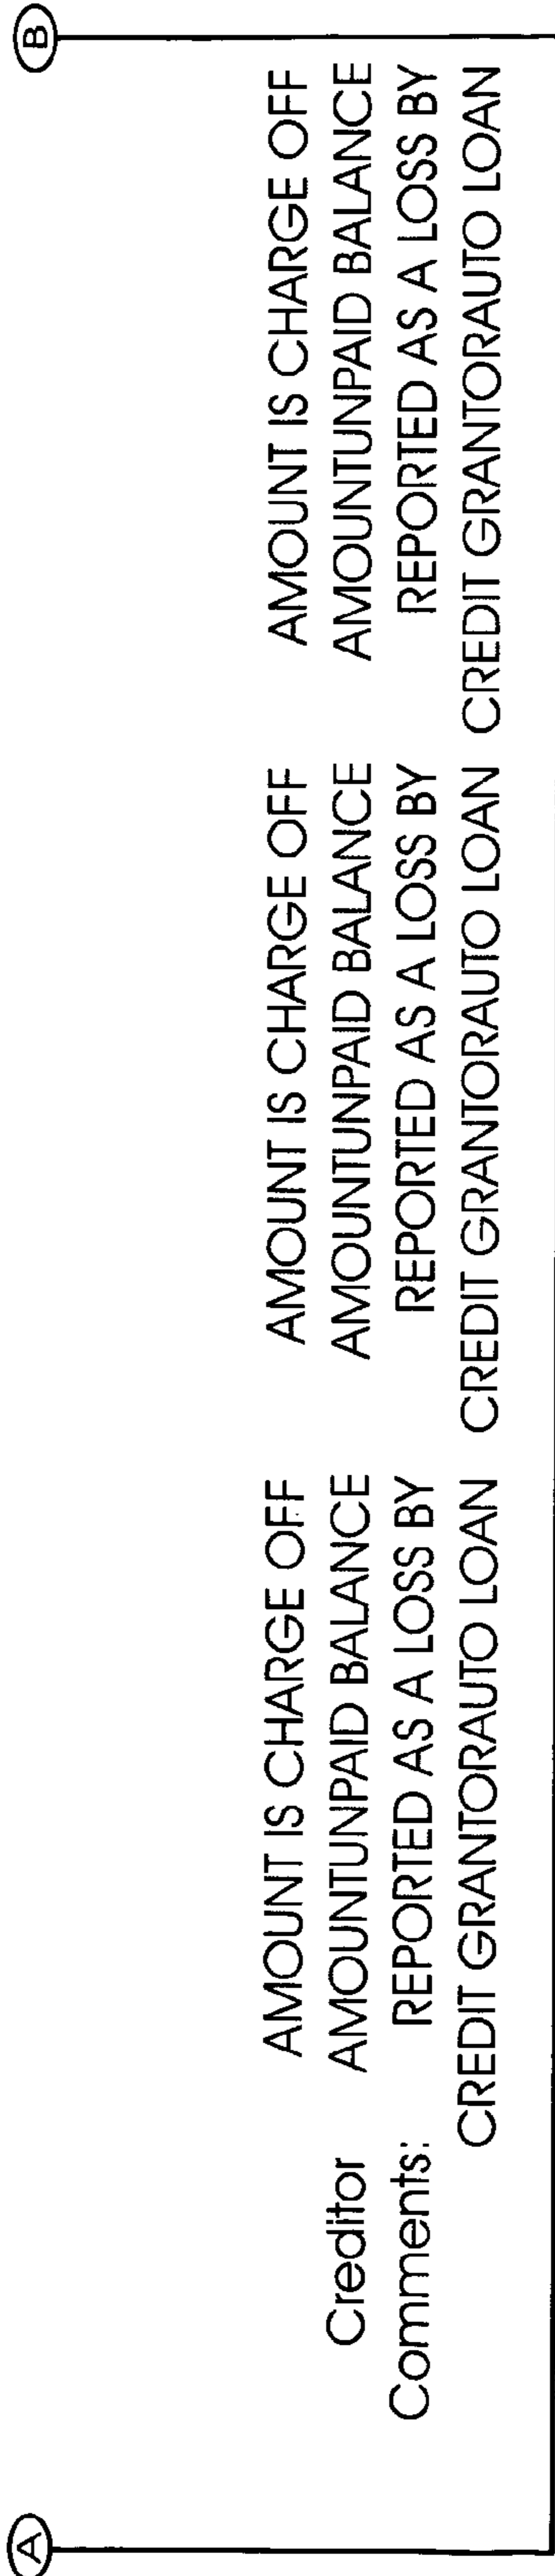 A B
AMOUNT IS CHARGE OFF AMOUNT IS CHARGE OFF AMOUNT IS CHARGE OFF
Creditor AMOUNTUNPAID BALANCE AMOUNTUNPAID BALANCE AMOUNTUNPAID BALANCE
Comments: REPORTED AS A LOSS BY REPORTED AS A LOSS BY REPORTED AS A LOSS BY
CREDIT GRANTORAUTO LOAN CREDIT GRANTORAUTO LOAN CREDIT GRANTORAUTO LOAN